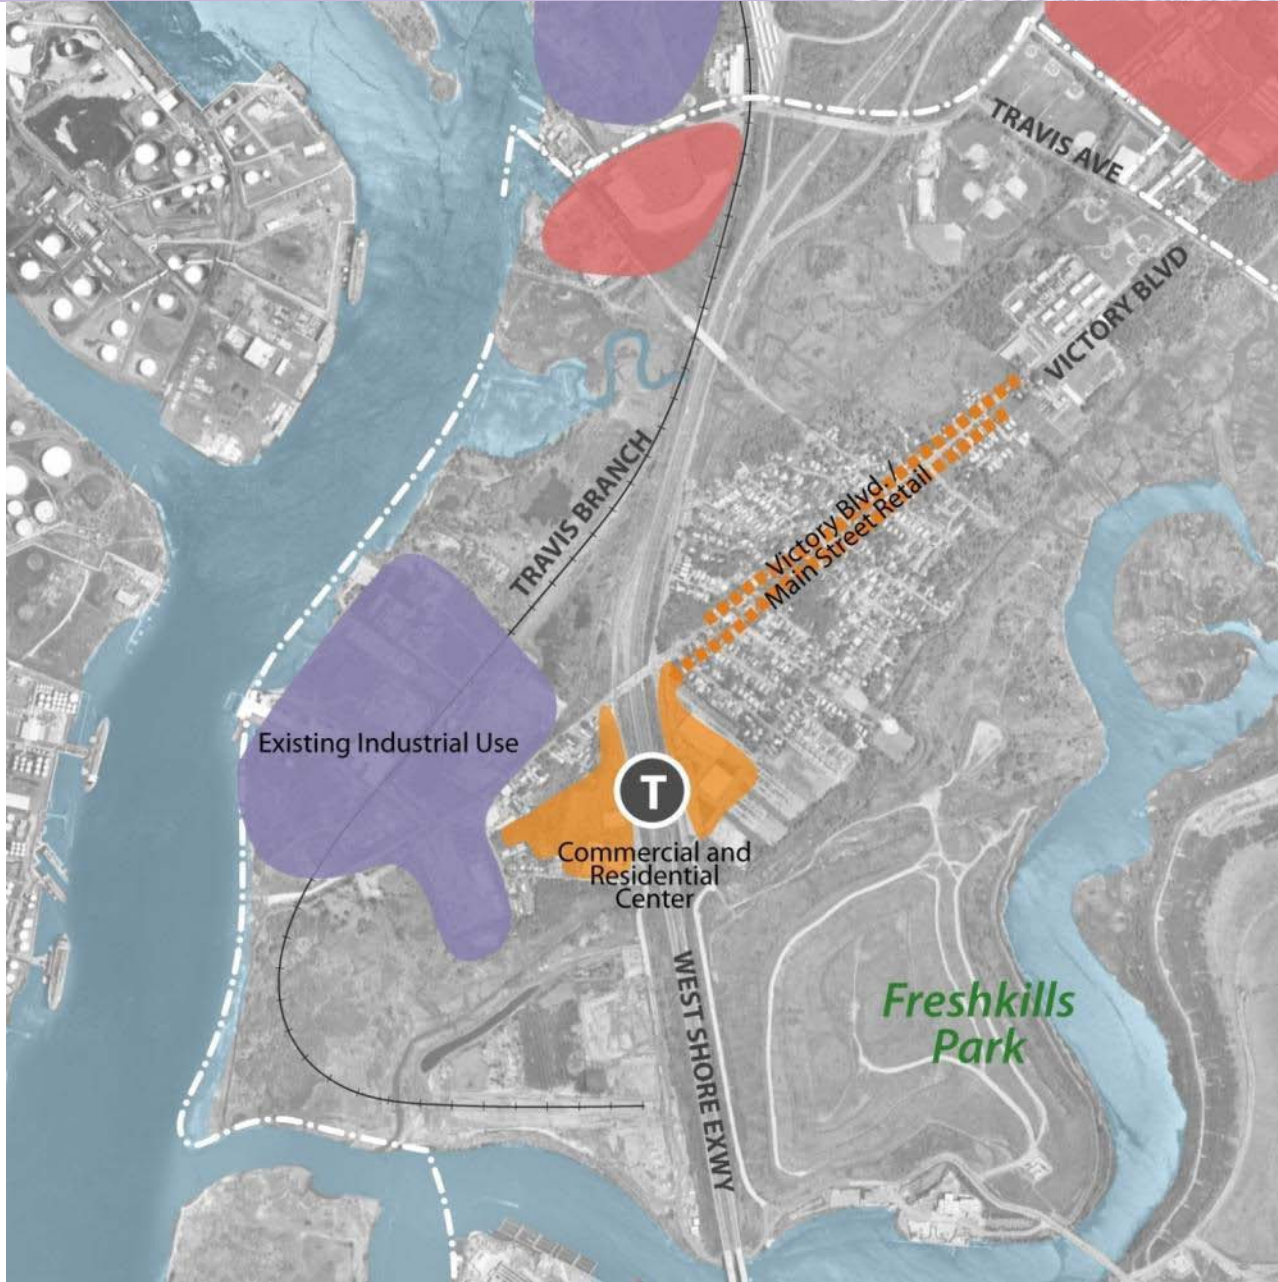 TRAVIS AVE
VICTORY BLVD
TRAVIS BRANCH
Victory Blvd. /
Main Street Retail
Existing Industrial Use
T
Commercial and
Residential
Center
WEST SHORE EXWY
Freshkills
Park